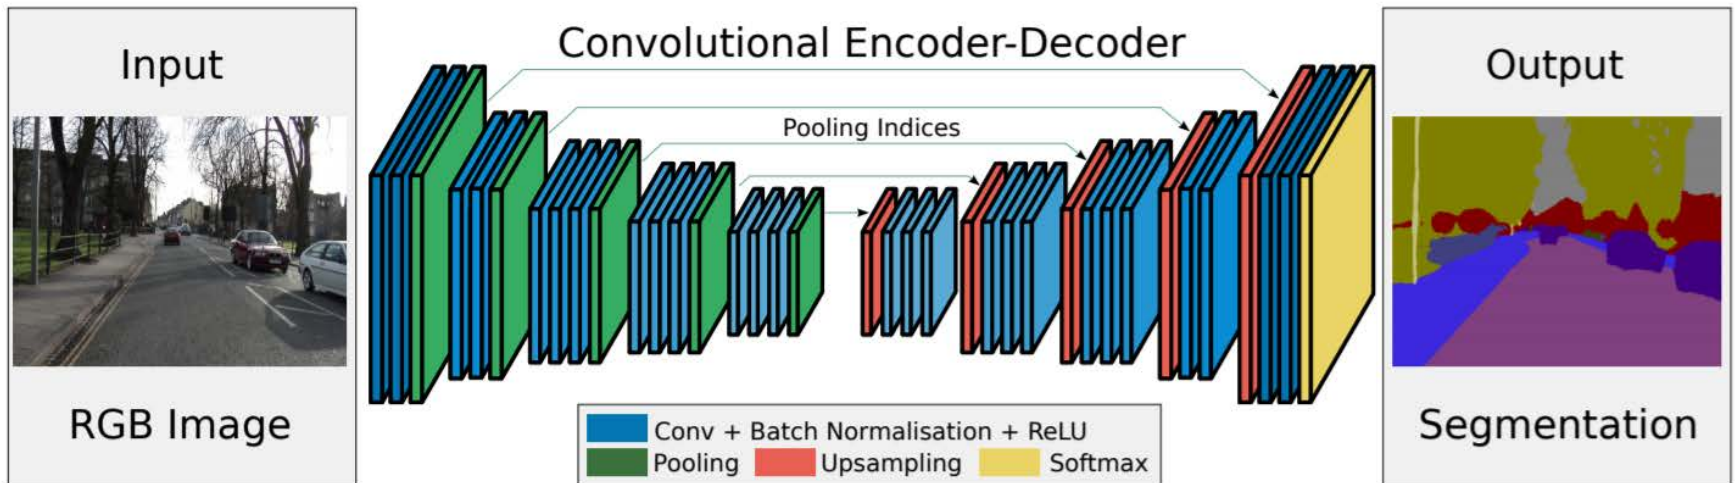 Input
RGB Image
Convolutional Encoder-Decoder
Pooling Indices
Conv + Batch Normalisation + ReLU
Pooling Upsampling Softmax
Output
Segmentation